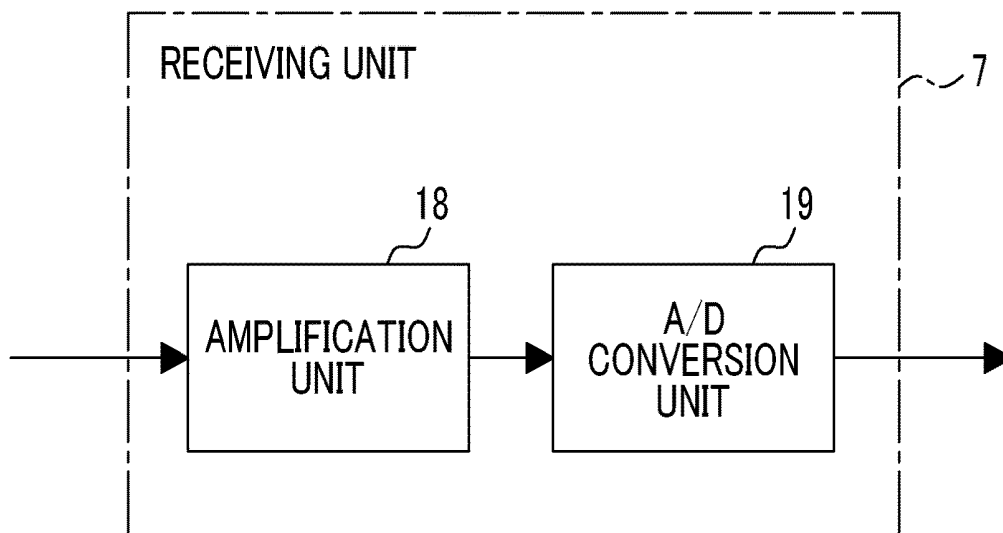 RECEIVING UNIT
7
18
19
AMPLIFICATION
UNIT
A/D
CONVERSION
UNIT